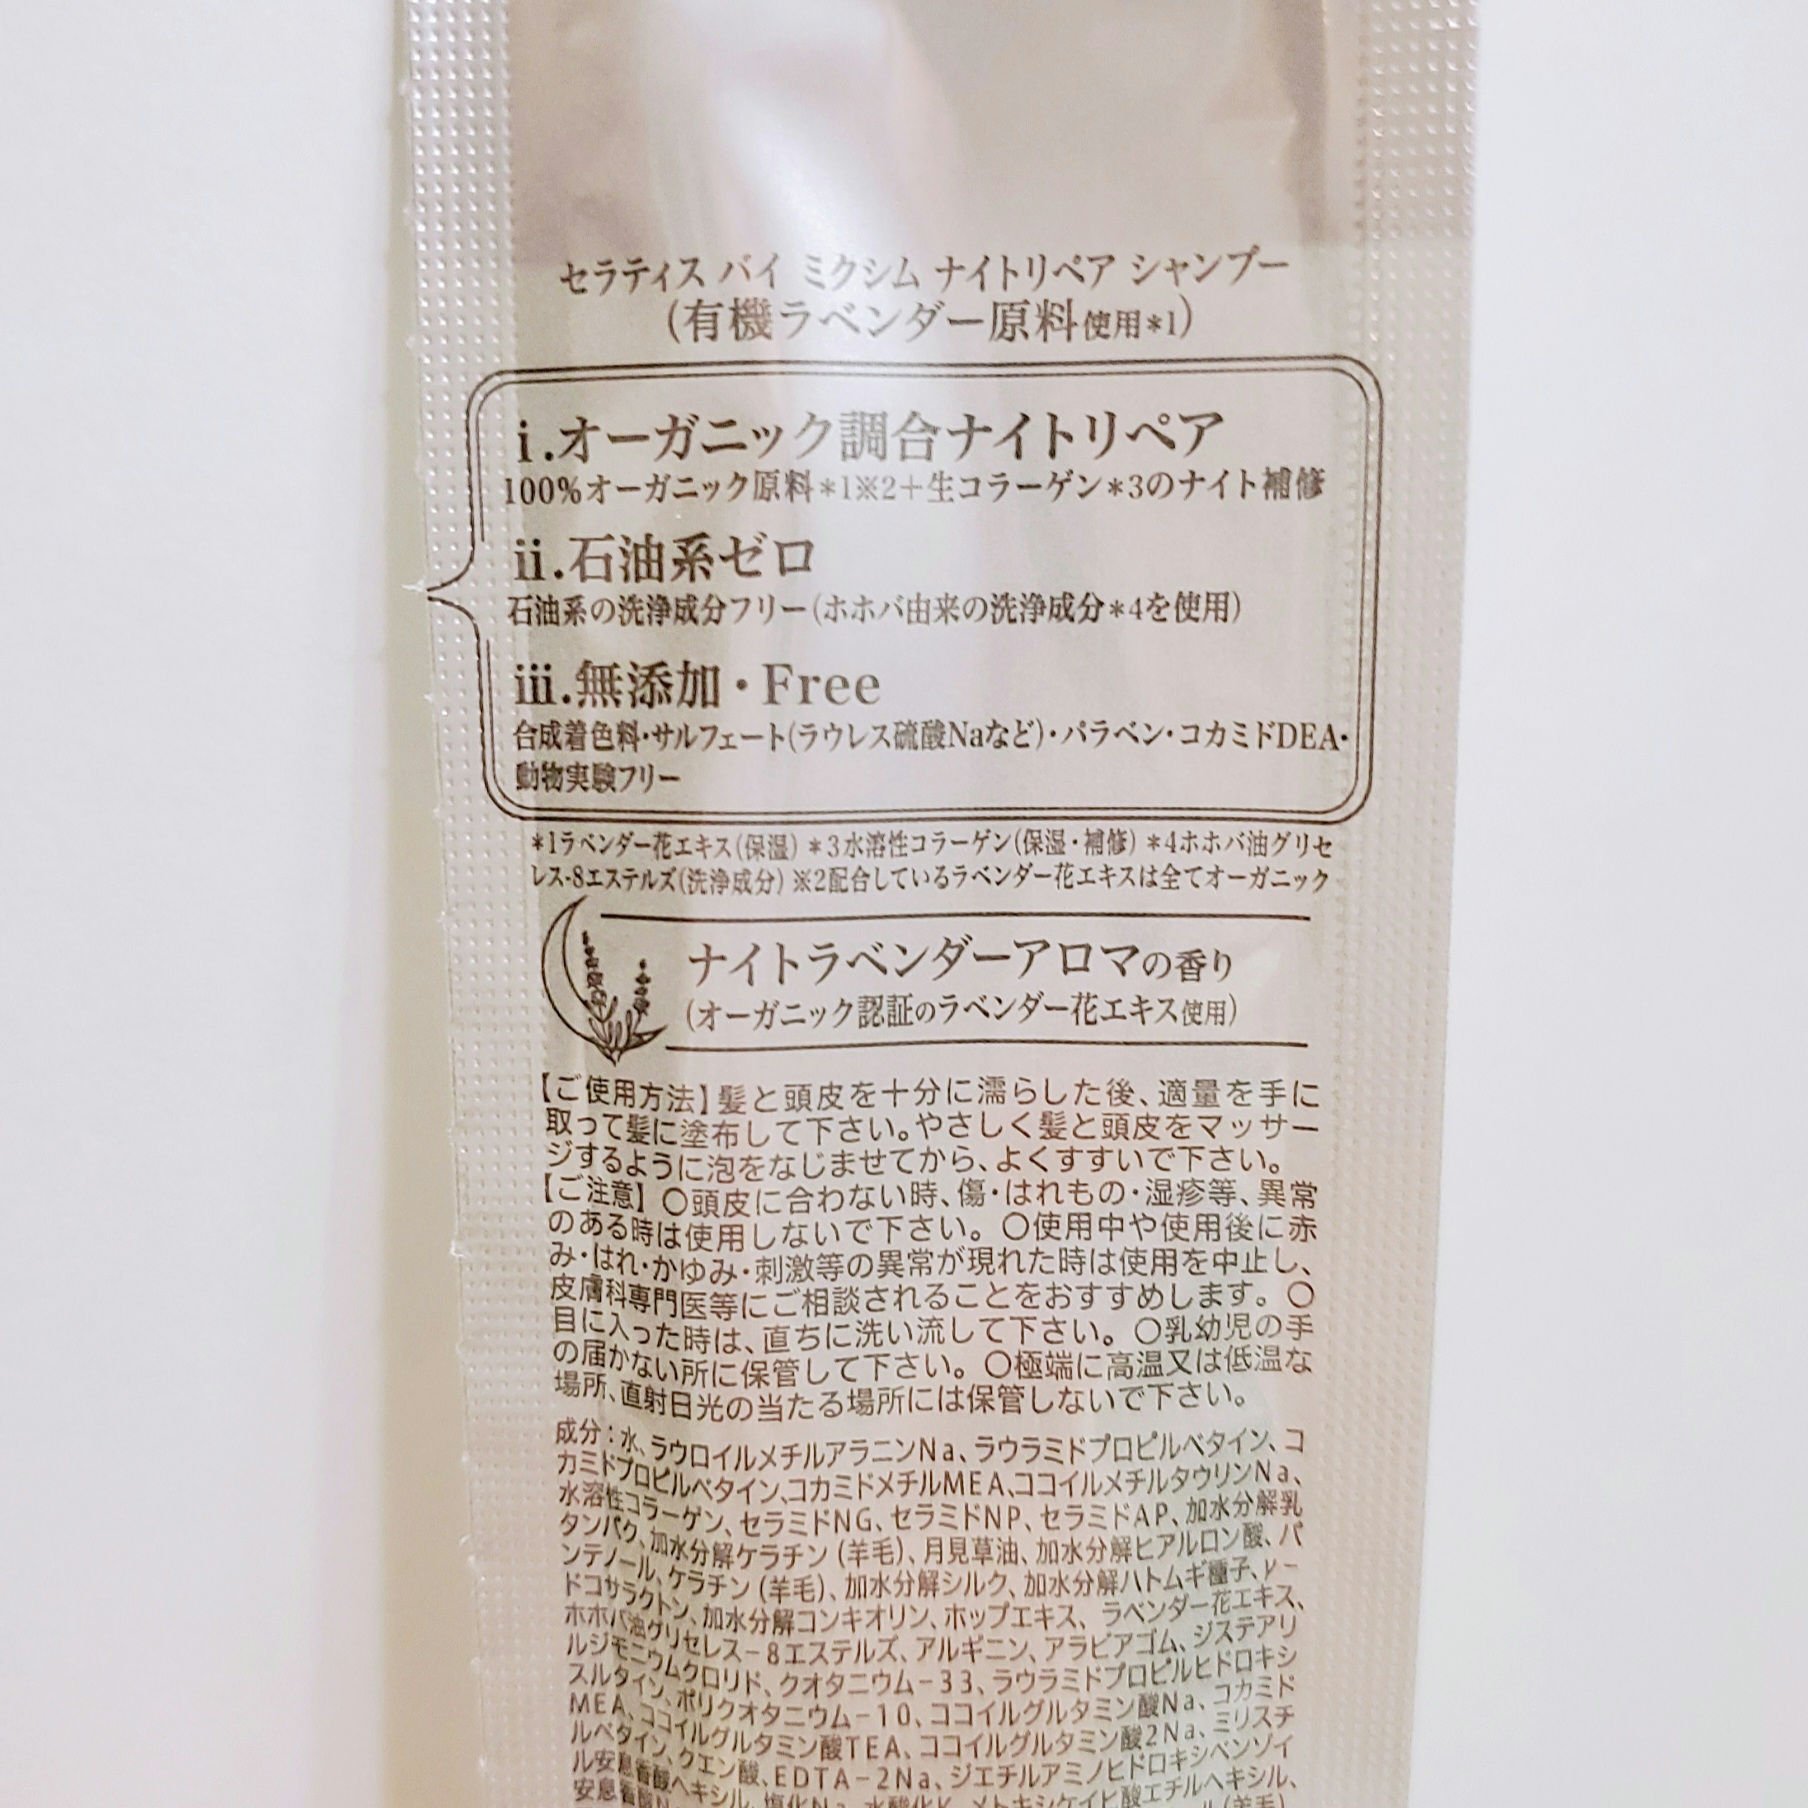 セラティス バイ ミクシム ナイトリペア シャンプー
(有機ラベンダー原料使用*1)
i.オーガニック調合ナイトリペア
100%オーガニック原料*1※2+生コラーゲン*3のナイト補修
ii.石油系ゼロ
石油系の洗浄成分フリー(ホホバ由来の洗浄成分*4を使用)
iii.無添加・Free
合成着色料・サルフェート(ラウレス硫酸Naなど)・パラベン・コカミドDEA・
動物実験フリー
*1ラベンダー花エキス(保湿) *3水溶性コラーゲン(保湿・補修) *4ホホバ油グリセ
レス-8エステルズ(洗浄成分) ※2配合しているラベンダー花エキスは全てオーガニック
ナイトラベンダーアロマの香り
(オーガニック認証のラベンダー花エキス使用)
【ご使用方法】髪と頭皮を十分に濡らした後、適量を手に
取って髪に塗布して下さい。やさしく髪と頭皮をマッサー
ジするように泡をなじませてから、よくすすいで下さい。
【ご注意】〇頭皮に合わない時、傷・はれもの・湿疹等、異常
のある時は使用しないで下さい。〇使用中や使用後に赤
み・はれ・かゆみ・刺激等の異常が現れた時は使用を中止し、
皮膚科専門医等にご相談されることをおすすめします。〇
目に入った時は、直ちに洗い流して下さい。〇乳幼児の手
の届かない所に保管して下さい。〇極端に高温又は低温な
場所、直射日光の当たる場所には保管しないで下さい。
成分：水、ラウロイルメチルアラニンNa、ラウラミドプロピルベタイン、コ
カミドプロピルベタイン、コカミドメチルMEA、ココイルメチルタウリンNa、
水溶性コラーゲン、セラミドNG、セラミドNP、セラミドAP、加水分解乳
タンパク、加水分解ケラチン（羊毛）、月見草油、加水分解ヒアルロン酸、パ
ンテノール、ケラチン（羊毛）、加水分解シルク、加水分解ハトムギ種子、γ－
ドコサラクトン、加水分解コンキオリン、ホップエキス、ラベンダー花エキス、
ホホバ油グリセレス－8エステルズ、アルギニン、アラビアゴム、ジステアリ
ルジモニウムクロリド、クオタニウム－33、ラウラミドプロピルヒドロキシ
スルタイン、ポリクオタニウム－10、ココイルグルタミン酸Na、コカミド
MEA、ココイルグルタミン酸TEA、ココイルグルタミン酸2Na、ミリスチ
ルベタイン、クエン酸、EDTA－2Na、ジエチルアミノヒドロキシベンゾイ
ル安息香酸ヘキシル、塩化Na、水酸化K、メトキシケイヒ酸エチルヘキシル、
安息香酸